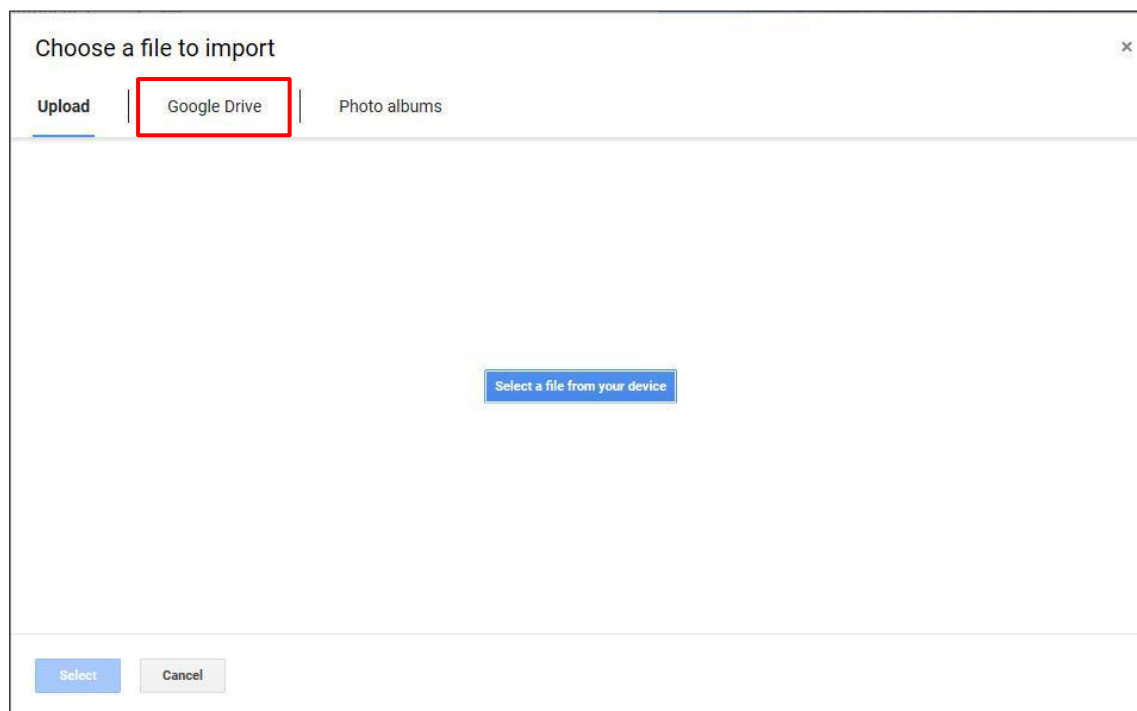 Choose a file to import
×
Upload
Google Drive
Photo albums
Select a file from your device
Select
Cancel